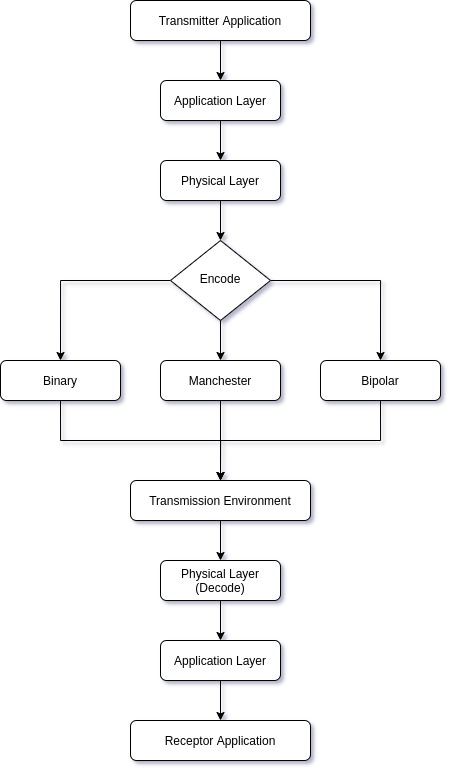 Transmitter Application
Application Layer
Physical Layer
Encode
Binary
Manchester
Bipolar
Transmission Environment
Physical Layer
(Decode)
Application Layer
Receptor Application